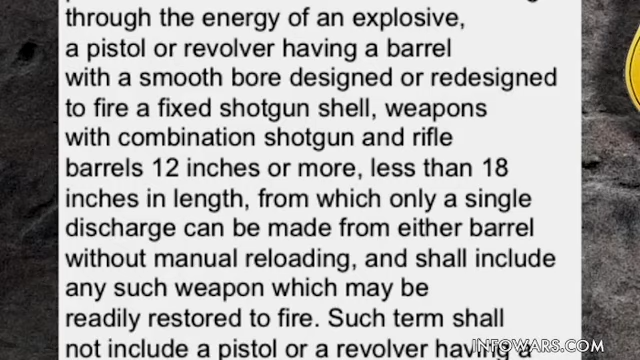 through the energy of an explosive,
a pistol or revolver having a barrel
with a smooth bore designed or redesigned
to fire a fixed shotgun shell, weapons
with combination shotgun and rifle
barrels 12 inches or more, less than 18
inches in length, from which only a single
discharge can be made from either barrel
without manual reloading, and shall include
any such weapon which may be
readily restored to fire. Such term shall
not include a pistol or a revolver having a
INFOWARS.COM